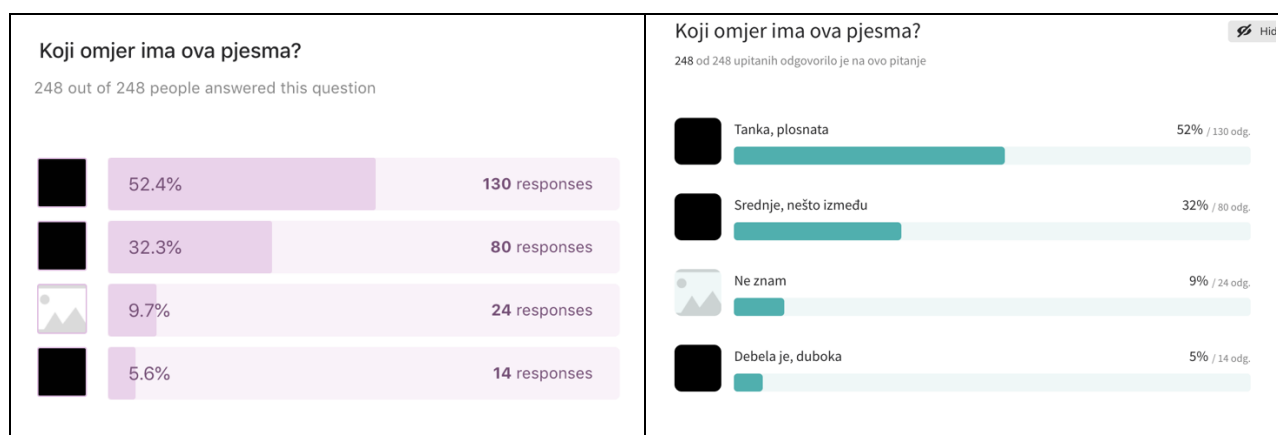 Koji omjer ima ova pjesma?
248 out of 248 people answered this question
52.4% 130 responses
32.3% 80 responses
9.7% 24 responses
5.6% 14 responses
Koji omjer ima ova pjesma?
Hid
248 od 248 upitanih odgovorilo je na ovo pitanje
Tanka, plosnata 52% / 130 odg.
Srednje, nešto između 32% / 80 odg.
Ne znam 9% / 24 odg.
Debela je, duboka 5% / 14 odg.